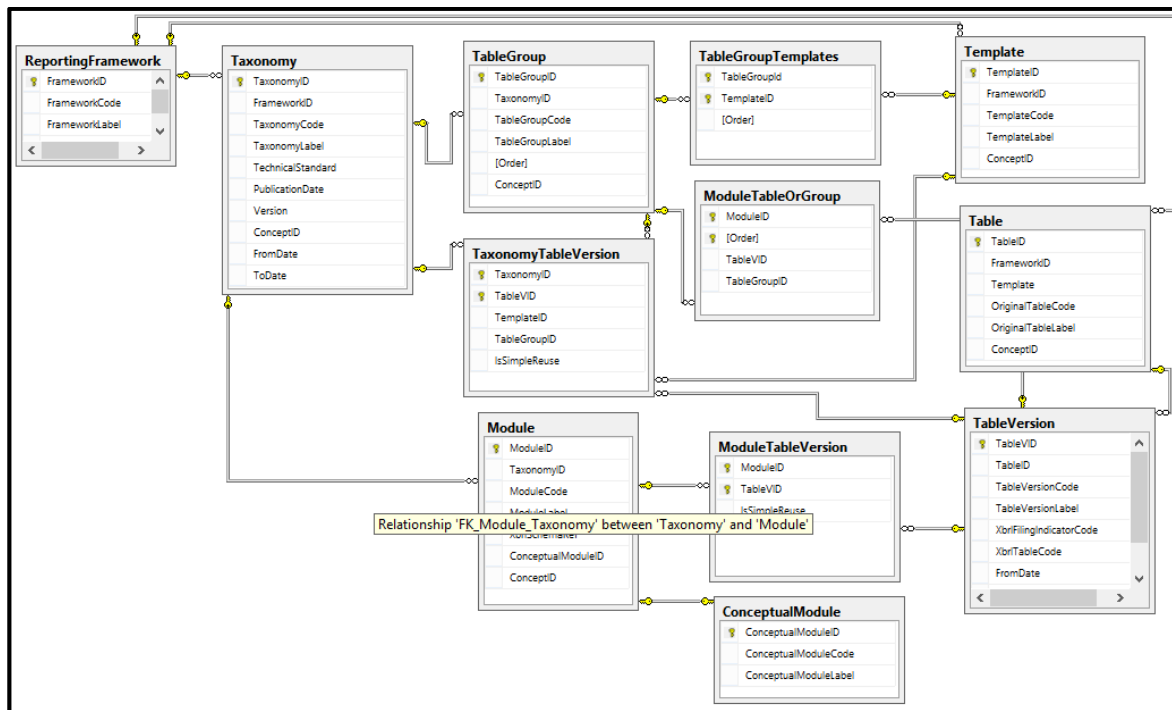 ReportingFramework
FrameworkID
FrameworkCode
FrameworkLabel
Taxonomy
TaxonomyID
FrameworkID
TaxonomyCode
TaxonomyLabel
TechnicalStandard
PublicationDate
Version
ConceptID
FromDate
ToDate
TableGroup
TableGroupID
TaxonomyID
TableGroupCode
TableGroupLabel
[Order]
ConceptID
TableGroupTemplates
TableGroupId
TemplateID
[Order]
Template
TemplateID
FrameworkID
TemplateCode
TemplateLabel
ConceptID
ModuleTableOrGroup
ModuleID
[Order]
TableVID
TableGroupID
Table
TableID
FrameworkID
Template
OriginalTableCode
OriginalTableLabel
ConceptID
TaxonomyTableVersion
TaxonomyID
TableVID
TemplateID
TableGroupID
IsSimpleReuse
Module
ModuleID
TaxonomyID
ModuleCode
ModuleLabel
Relationship 'FK_Module_Taxonomy' between 'Taxonomy' and 'Module'
XbrlSchemaRef
ConceptualModuleID
ConceptID
ModuleTableVersion
ModuleID
TableVID
IsSimpleReuse
TableVersion
TableVID
TableID
TableVersionCode
TableVersionLabel
XbrlFilingIndicatorCode
XbrlTableCode
FromDate
ConceptualModule
ConceptualModuleID
ConceptualModuleCode
ConceptualModuleLabel